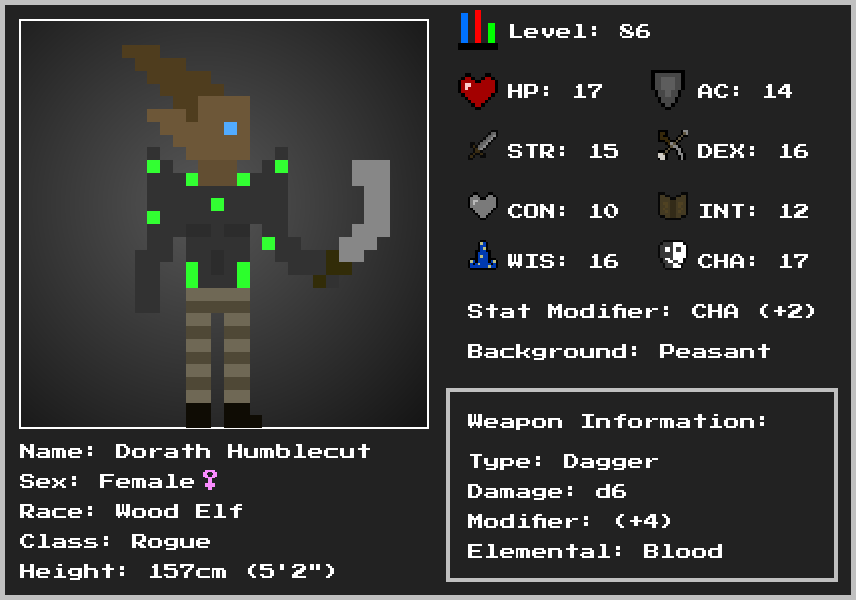 Level: 86
HP: 17
AC: 14
STR: 15
DEX: 16
CON: 10
INT: 12
WIS: 16
CHA: 17
Stat Modifier: CHA (+2)
Background: Peasant
Weapon Information:
Type: Dagger
Damage: d6
Modifier: (+4)
Elemental: Blood
Name: Dorath Humblecut
Sex: Female♀
Race: Wood Elf
Class: Rogue
Height: 157cm (5'2")